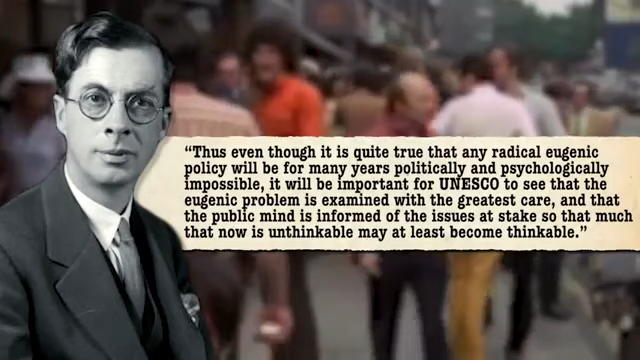 “Thus even though it is quite true that any radical eugenic
policy will be for many years politically and psychologically
impossible, it will be important for UNESCO to see that the
eugenic problem is examined with the greatest care, and that
the public mind is informed of the issues at stake so that much
that now is unthinkable may at least become thinkable.”